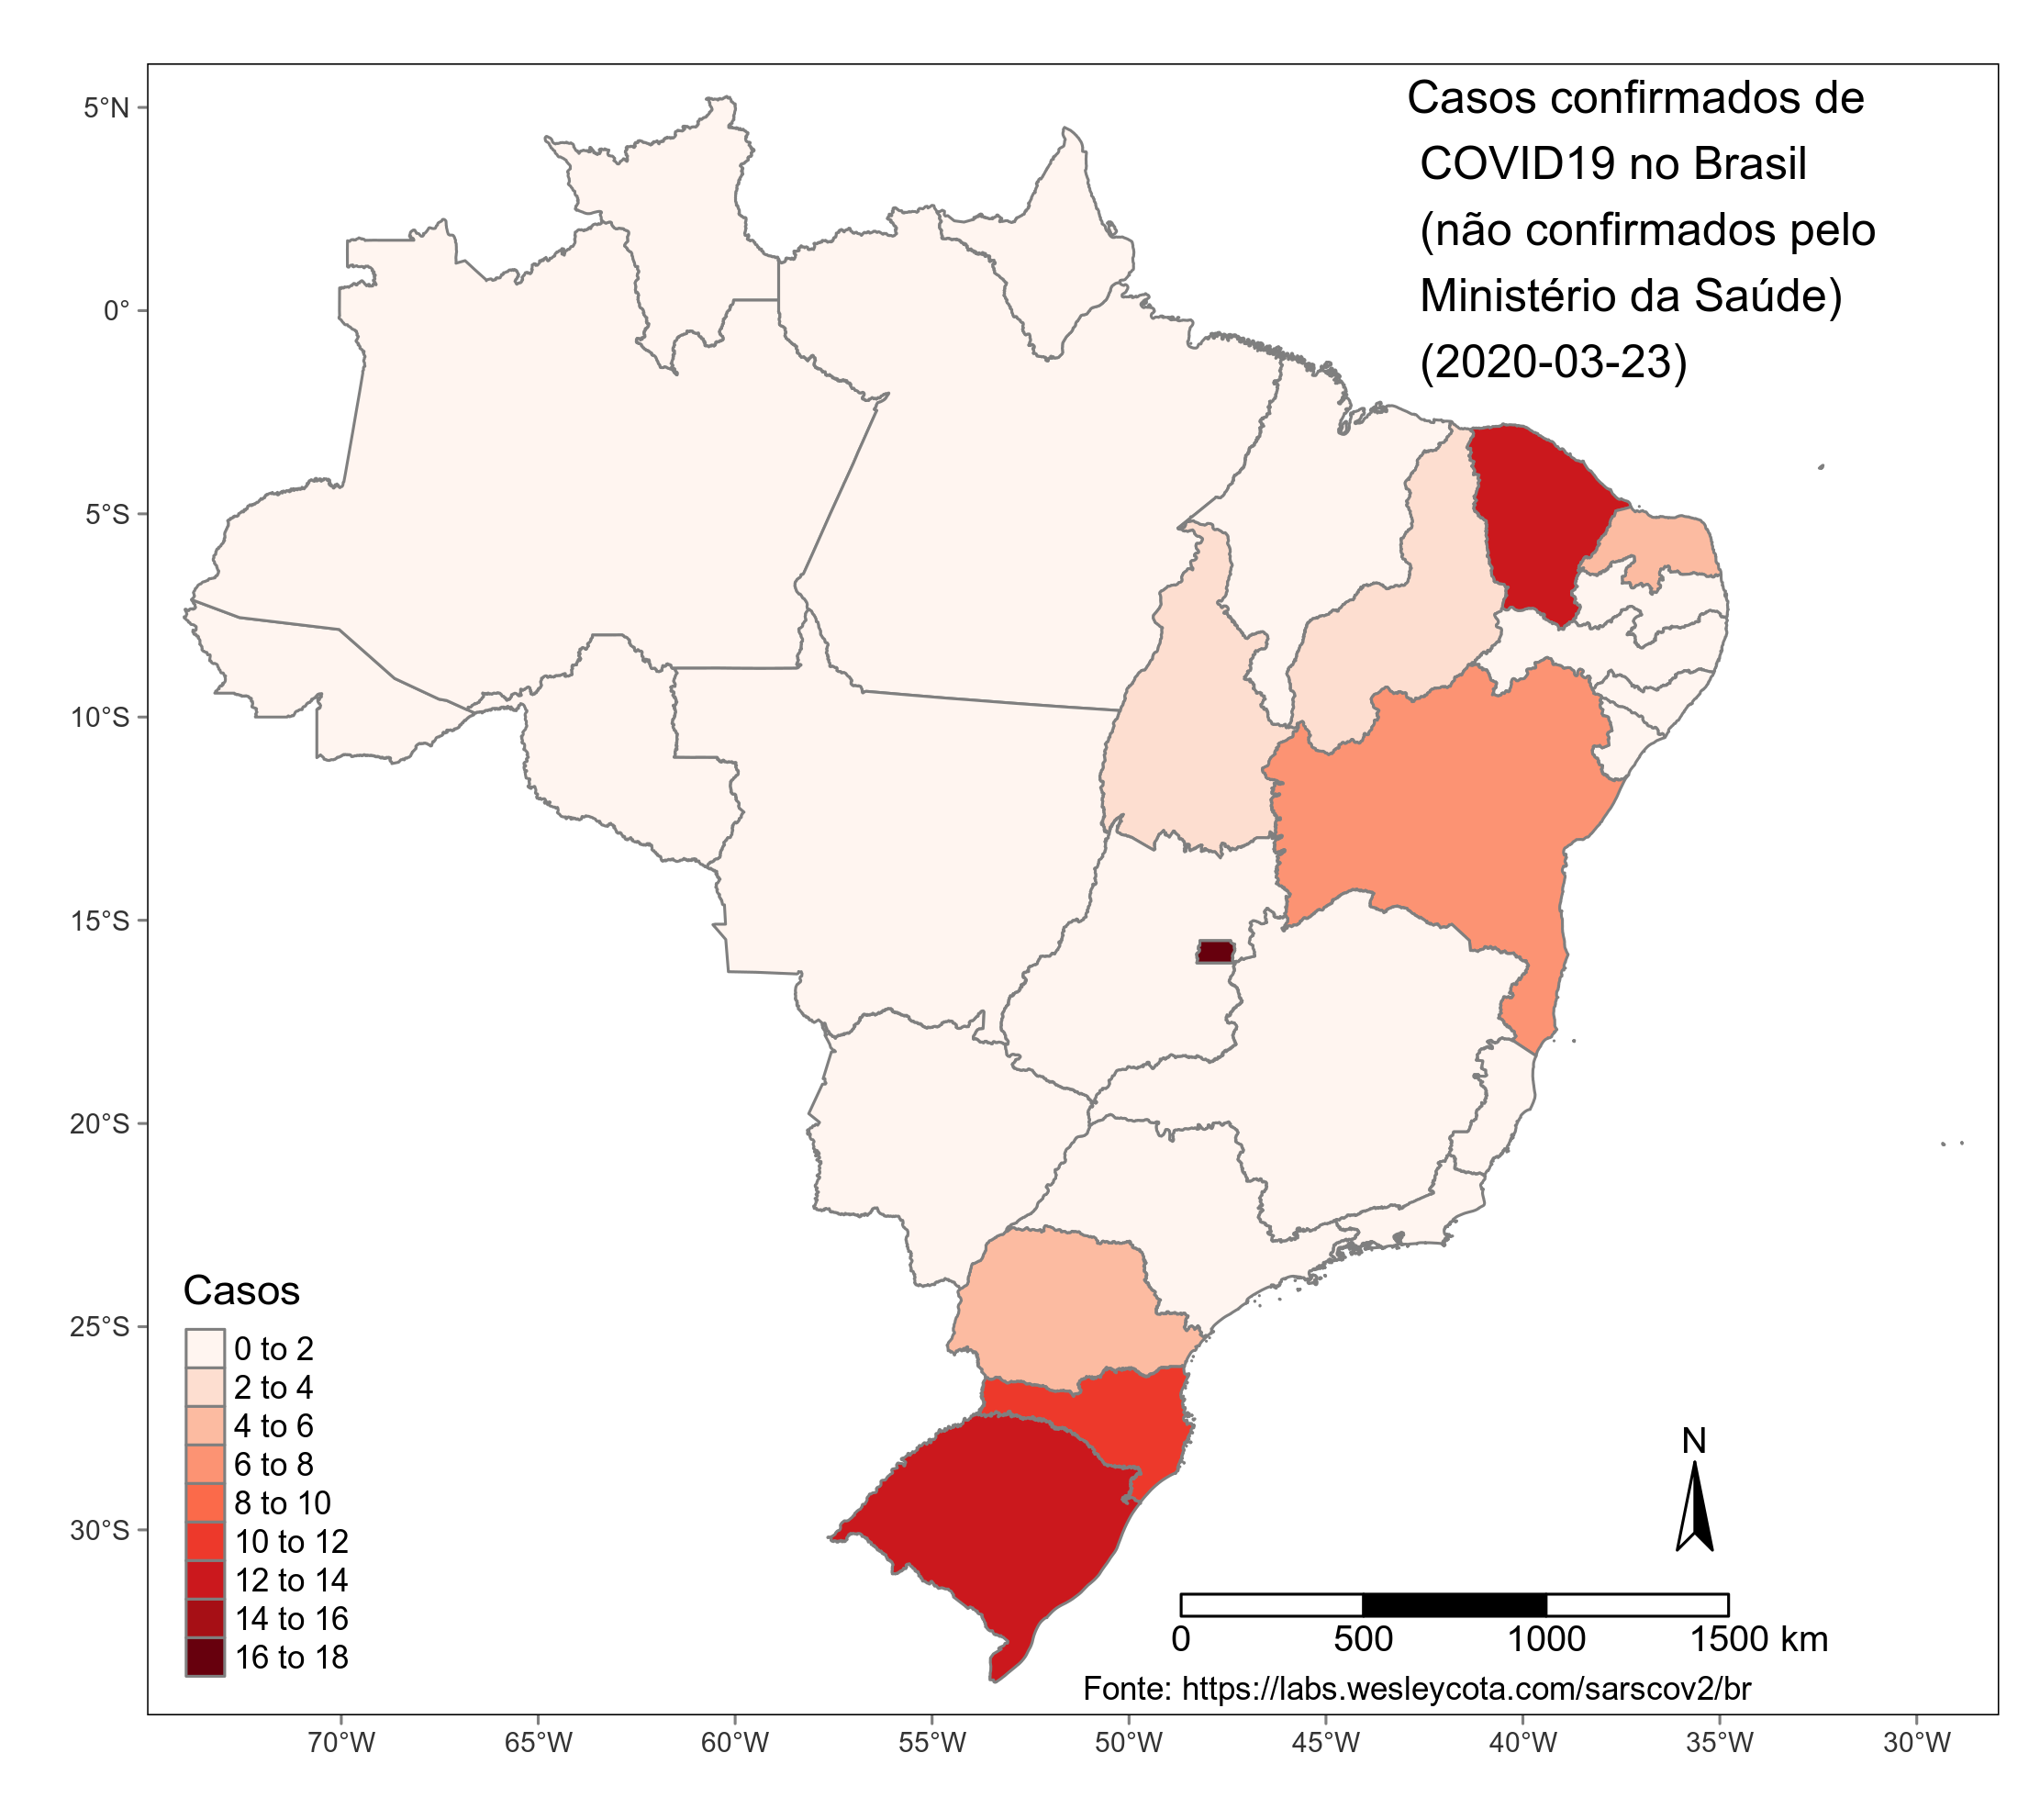 Casos confirmados de
COVID19 no Brasil
(não confirmados pelo
Ministério da Saúde)
(2020-03-23)
5°N
0°
5°S
10°S
15°S
20°S
25°S
30°S
Casos
0 to 2
2 to 4
4 to 6
6 to 8
8 to 10
10 to 12
12 to 14
14 to 16
16 to 18
N
0 500 1000 1500 km
Fonte: https://labs.wesleycota.com/sarscov2/br
70°W 65°W 60°W 55°W 50°W 45°W 40°W 35°W 30°W